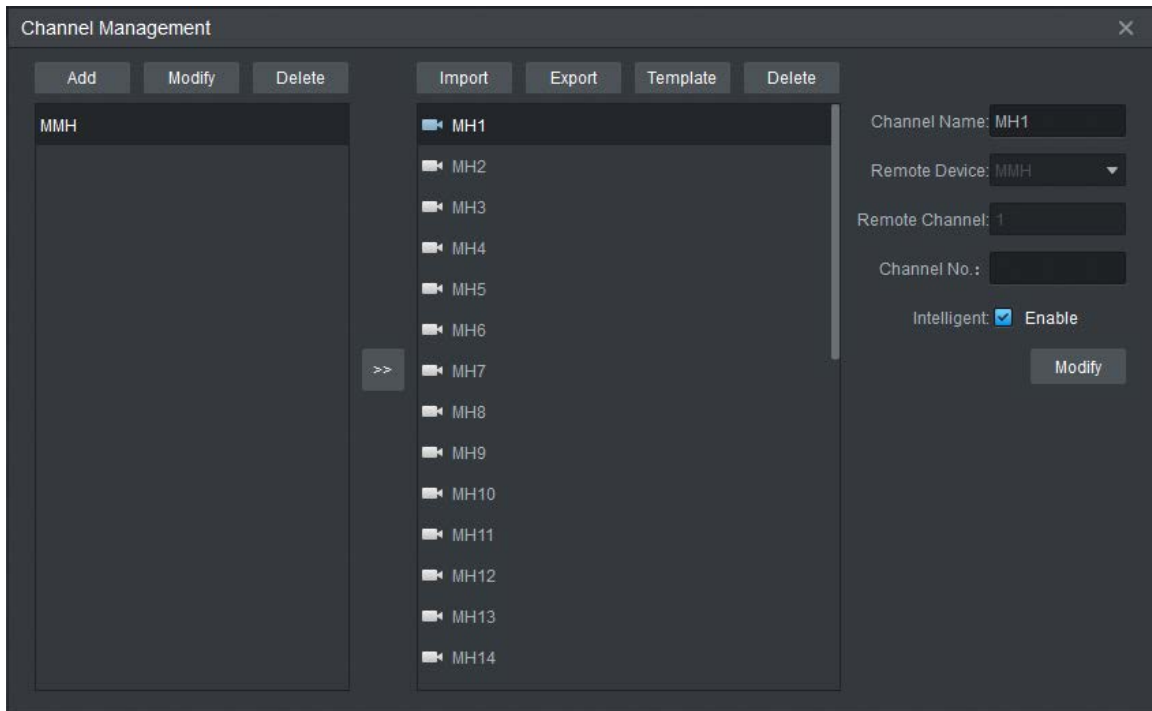 Channel Management
Add Modify Delete
Import Export Template Delete
MMH
>>
MH1
MH2
MH3
MH4
MH5
MH6
MH7
MH8
MH9
MH10
MH11
MH12
MH13
MH14
Channel Name: MH1
Remote Device: MMH
Remote Channel: 1
Channel No.:
Intelligent: Enable
Modify